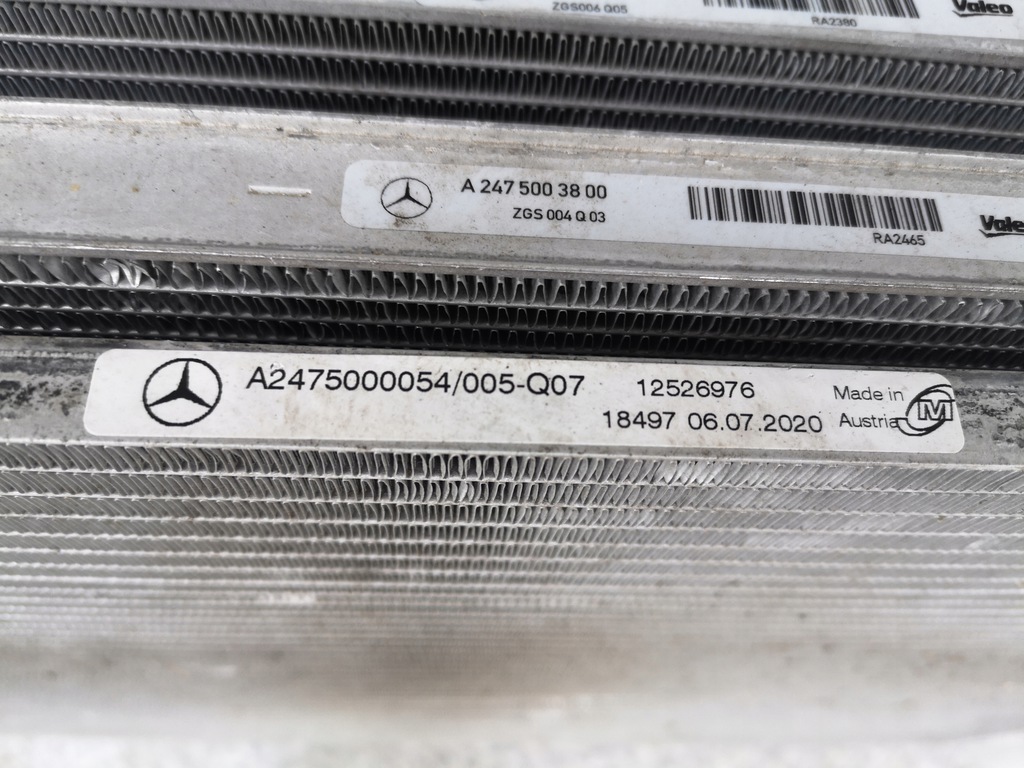 ZGS006 Q05
RA2380
Valeo
A 247 500 38 00
ZGS 004 Q 03
RA2465
Vale
A2475000054/005-Q07 12526976 Made in
18497 06.07.2020 Austria
M